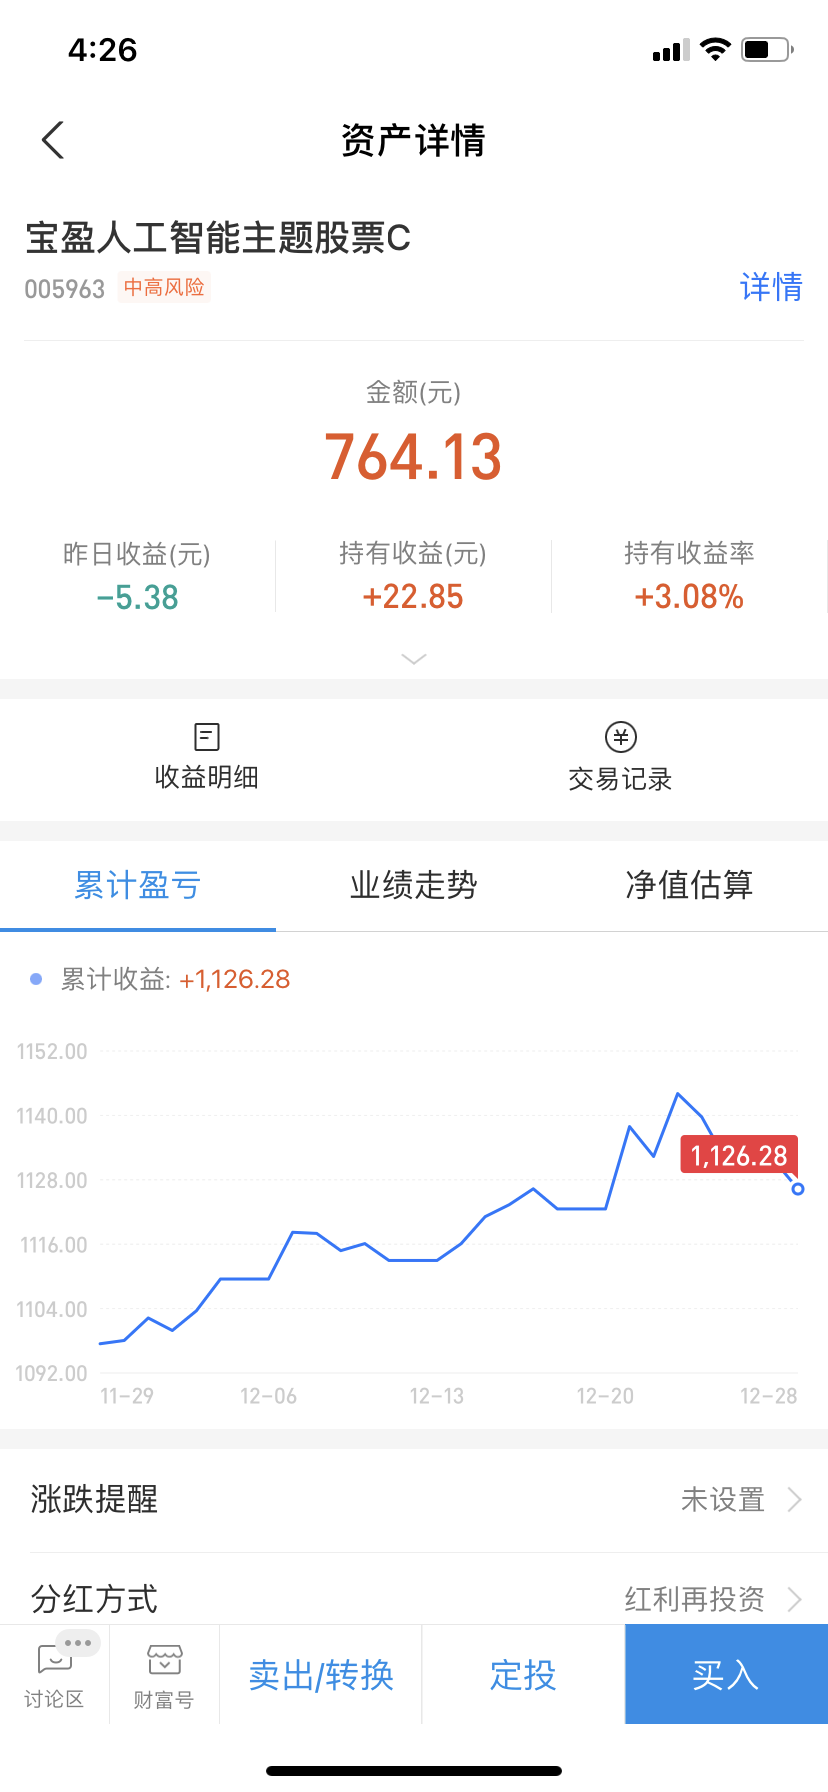 4:26
资产详情
宝盈人工智能主题股票C
005963 中高风险
详情
金额(元)
764.13
昨日收益(元) 持有收益(元) 持有收益率
-5.38 +22.85 +3.08%
收益明细 交易记录
累计盈亏 业绩走势 净值估算
累计收益: +1,126.28
1152.00
1140.00
1,126.28
1128.00
1116.00
1104.00
1092.00
11-29 12-06 12-13 12-20 12-28
涨跌提醒 未设置
分红方式 红利再投资
讨论区 财富号 卖出/转换 定投 买入